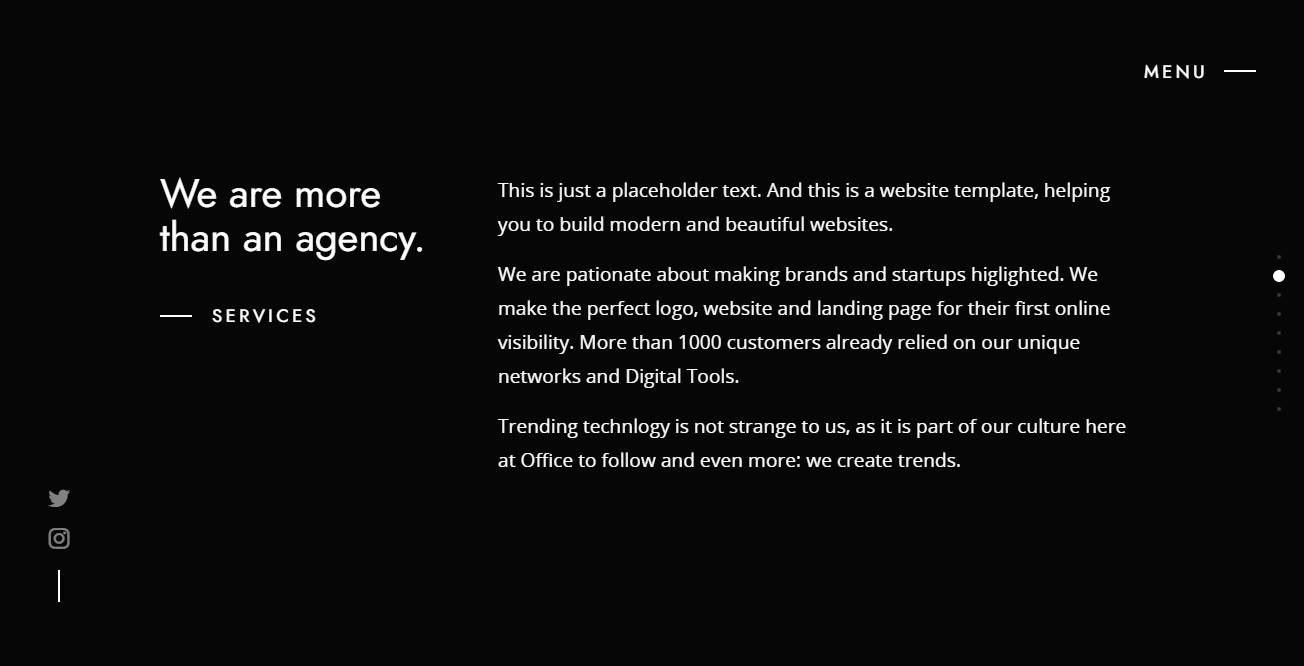 MENU
We are more
than an agency.
SERVICES
This is just a placeholder text. And this is a website template, helping
you to build modern and beautiful websites.
We are pationate about making brands and startups higlighted. We
make the perfect logo, website and landing page for their first online
visibility. More than 1000 customers already relied on our unique
networks and Digital Tools.
Trending technlogy is not strange to us, as it is part of our culture here
at Office to follow and even more: we create trends.